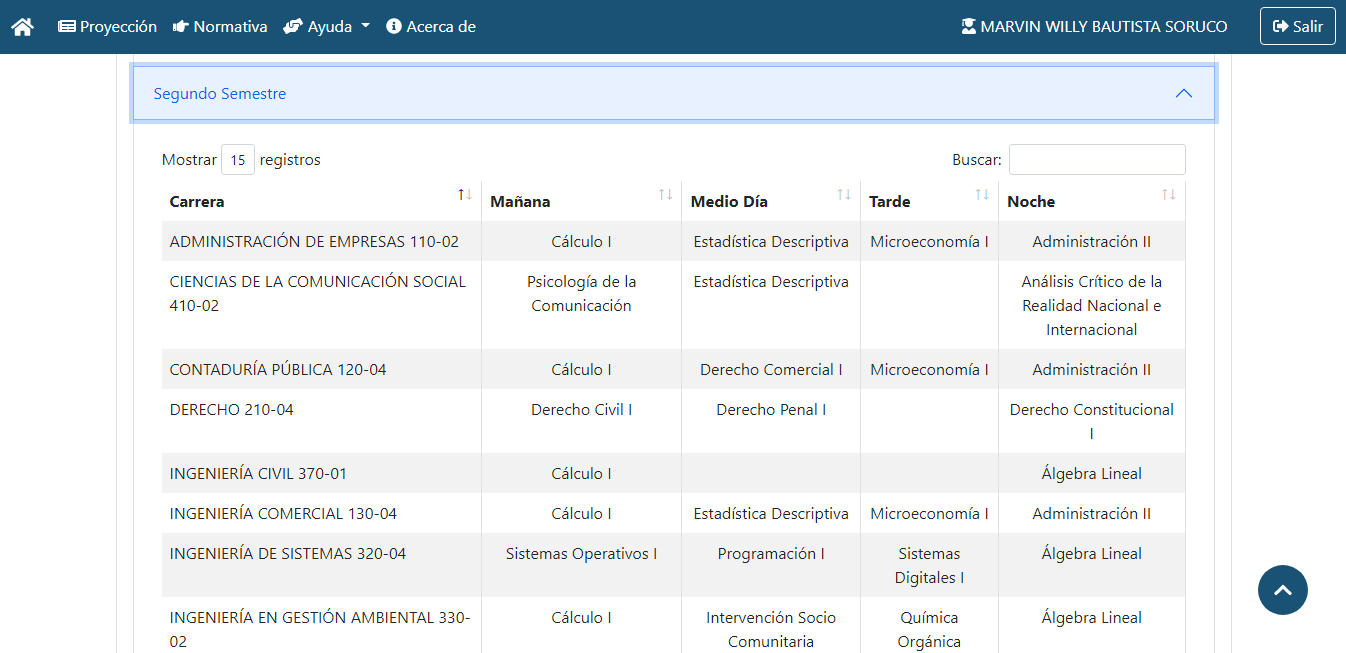 Proyección Normativa Ayuda Acerca de MARVIN WILLY BAUTISTA SORUCO Salir
Segundo Semestre
Mostrar 15 registros Buscar:
Carrera Mañana Medio Día Tarde Noche
ADMINISTRACIÓN DE EMPRESAS 110-02 Cálculo I Estadística Descriptiva Microeconomía I Administración II
CIENCIAS DE LA COMUNICACIÓN SOCIAL Psicología de la Estadística Descriptiva Análisis Crítico de la
410-02 Comunicación Realidad Nacional e
Internacional
CONTADURÍA PÚBLICA 120-04 Cálculo I Derecho Comercial I Microeconomía I Administración II
DERECHO 210-04 Derecho Civil I Derecho Penal I Derecho Constitucional
I
INGENIERÍA CIVIL 370-01 Cálculo I Álgebra Lineal
INGENIERÍA COMERCIAL 130-04 Cálculo I Estadística Descriptiva Microeconomía I Administración II
INGENIERÍA DE SISTEMAS 320-04 Sistemas Operativos I Programación I Sistemas Álgebra Lineal
Digitales I
INGENIERÍA EN GESTIÓN AMBIENTAL 330- Cálculo I Intervención Socio Química Álgebra Lineal
02 Comunitaria Orgánica